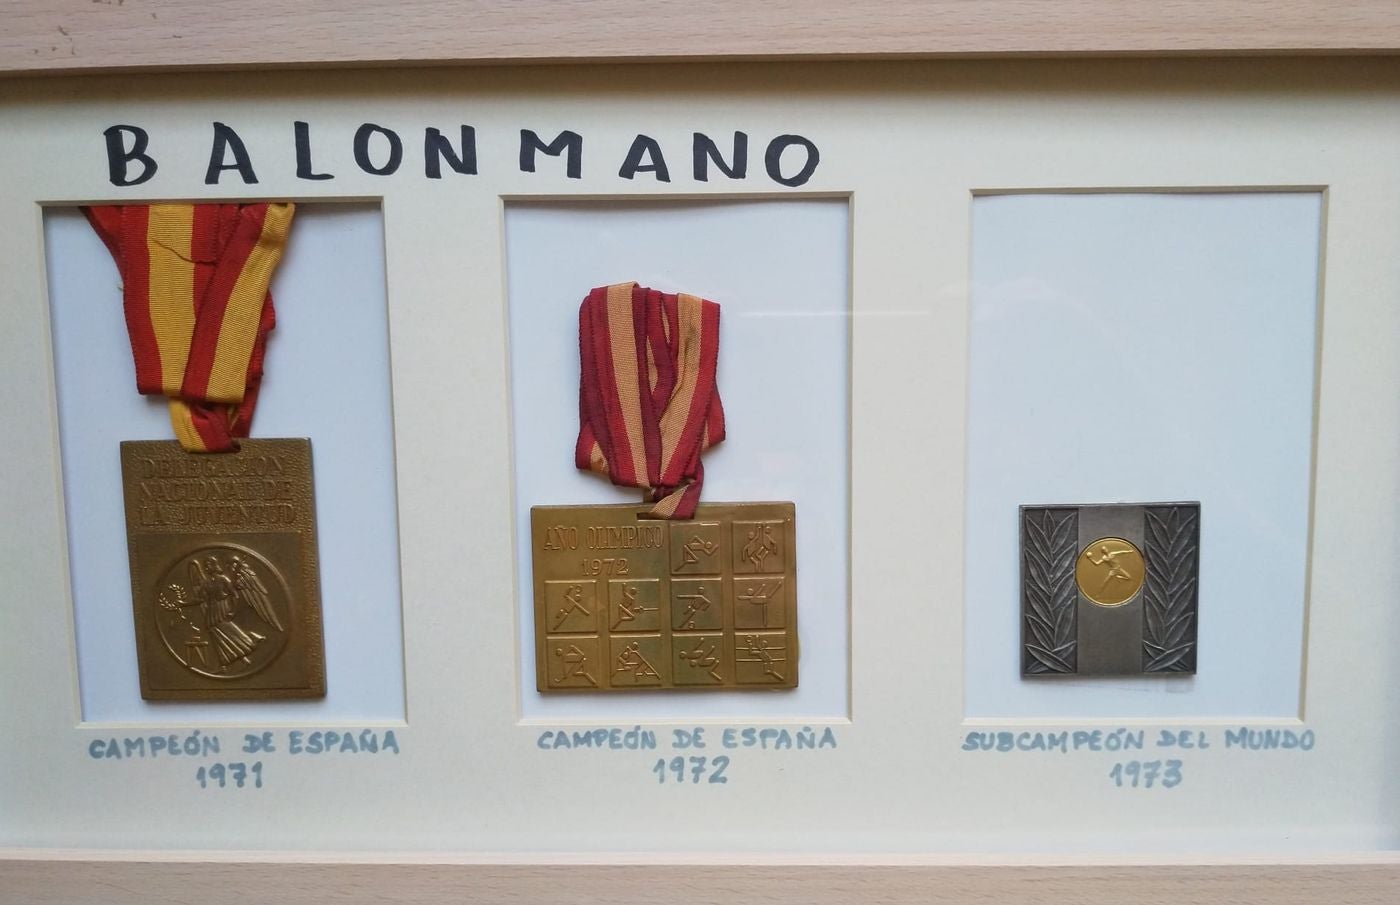 BALONMANO
DELEGACION
NACIONAL DE
LA JUVENTUD
CAMPEÓN DE ESPAÑA
1971
AÑO OLIMPICO
1972
CAMPEÓN DE ESPAÑA
1972
SUBCAMPEÓN DEL MUNDO
1973